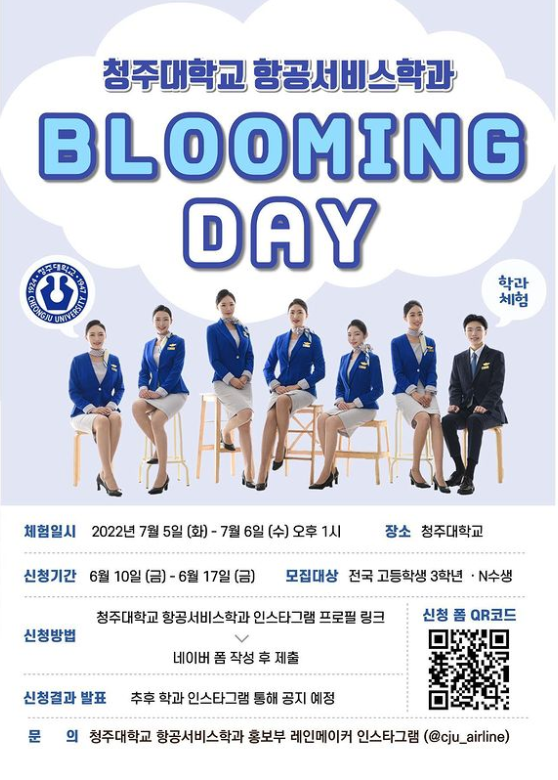 청주대학교 항공서비스학과
BLOOMING
DAY
1924 · 청주대학교 · 1947
CHEONGJU UNIVERSITY
학과
체험
체험일시 2022년 7월 5일 (화) - 7월 6일 (수) 오후 1시 장소 청주대학교
신청기간 6월 10일 (금) - 6월 17일 (금) 모집대상 전국 고등학생 3학년 · N수생
신청방법 청주대학교 항공서비스학과 인스타그램 프로필 링크
네이버 폼 작성 후 제출
신청 폼 QR코드
신청결과 발표 추후 학과 인스타그램 통해 공지 예정
문 의 청주대학교 항공서비스학과 홍보부 레인메이커 인스타그램 (@cju_airline)